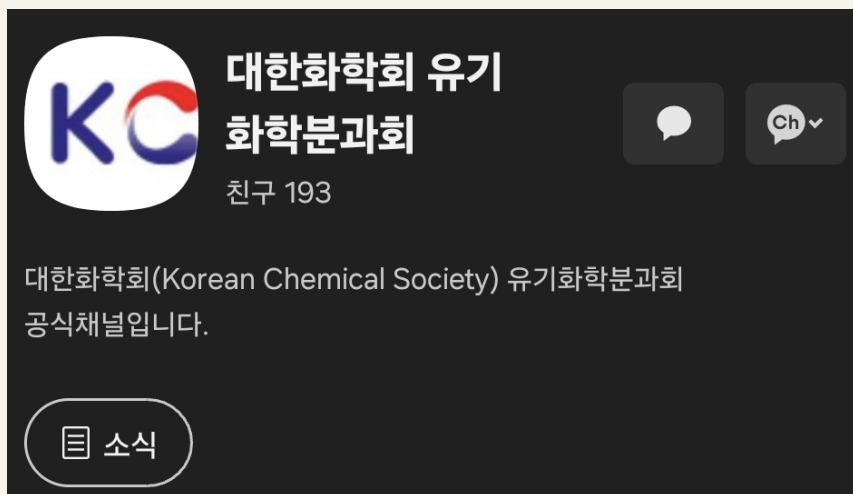 KC
대한화학회 유기
화학분과회
Ch
친구 193
대한화학회(Korean Chemical Society) 유기화학분과회
공식채널입니다.
소식